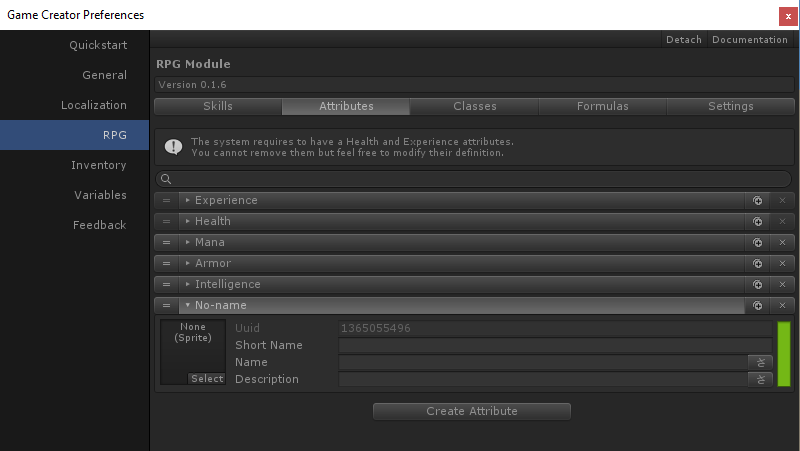 Game Creator Preferences
Quickstart
General
Localization
RPG
Inventory
Variables
Feedback
Detach Documentation
RPG Module
Version 0.1.6
Skills Attributes Classes Formulas Settings
The system requires to have a Health and Experience attributes.
You cannot remove them but feel free to modify their definition.
Experience
Health
Mana
Armor
Intelligence
No-name
None
(Sprite)
Select
Uuid 1365055496
Short Name
Name
Description
Create Attribute